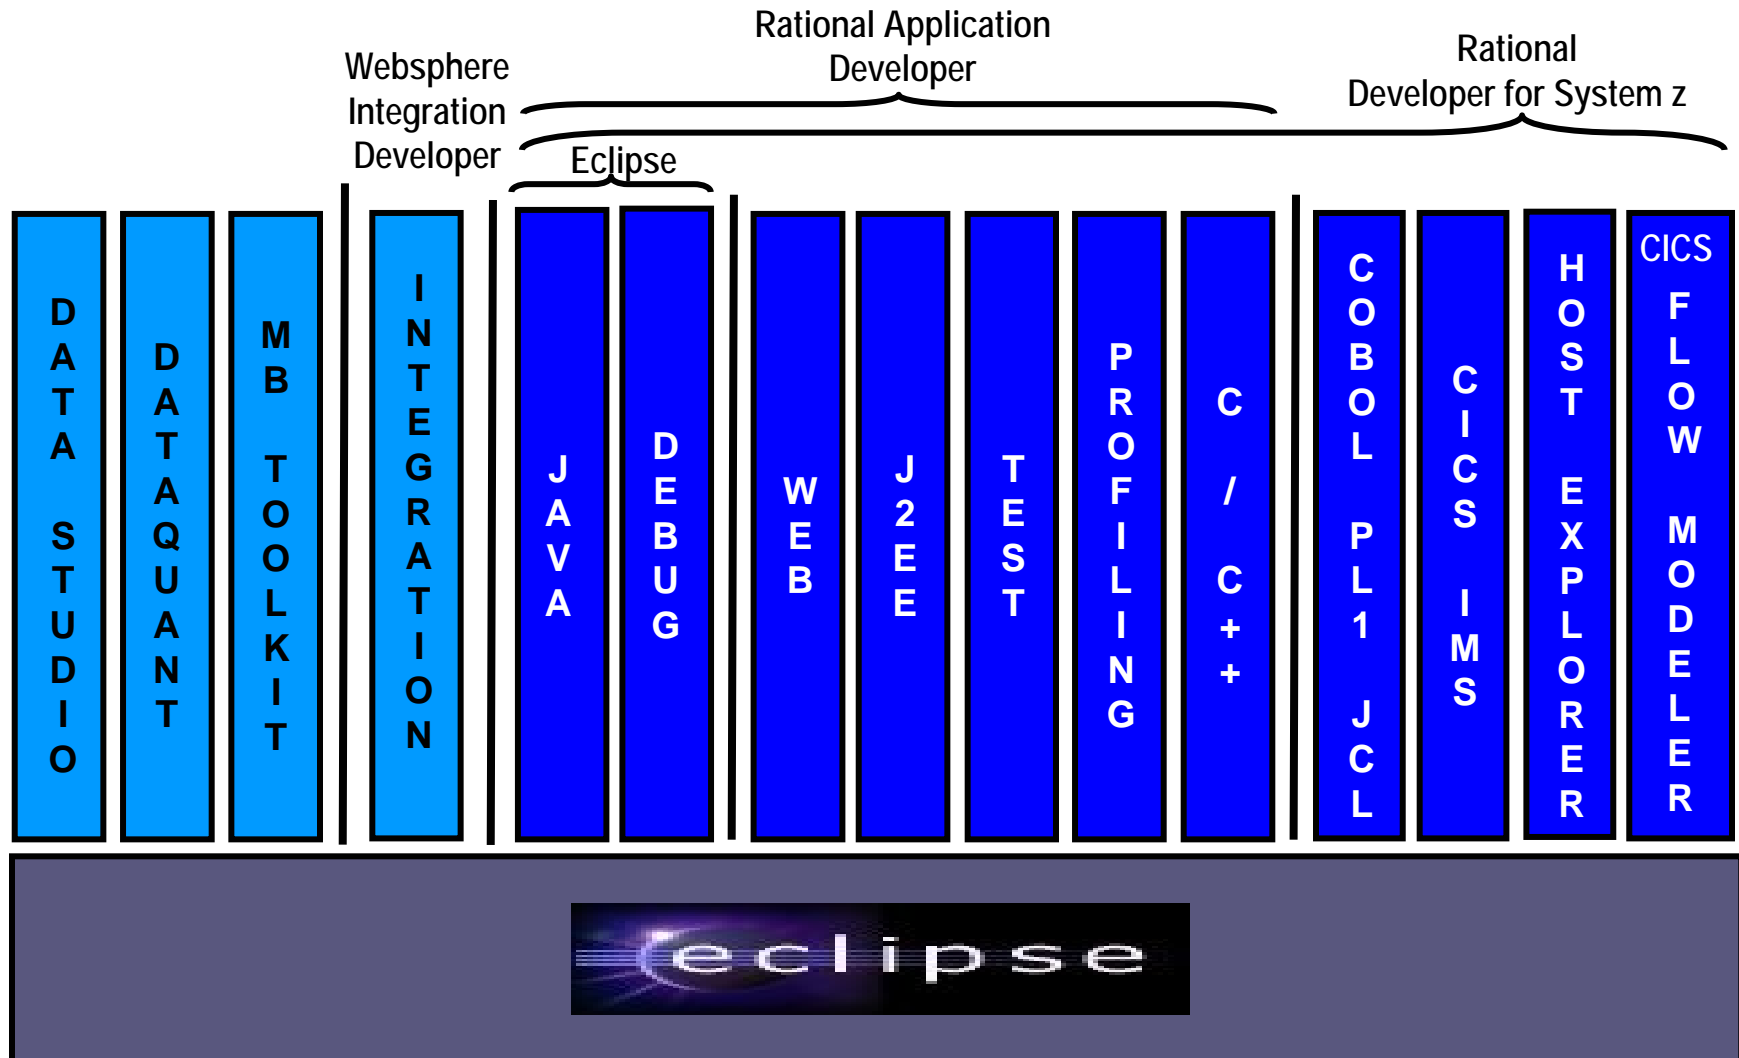 Rational Application
Developer
Rational
Developer for System z
Websphere
Integration
Developer
Eclipse
DATA STUDIO
DATAQUANT
MB TOOLKIT
INTEGRATION
JAVA
DEBUG
WEB
J2EE
TEST
PROFILING
C / C++
COBOL PL1 JCL
CICS IMS
HOST EXPLORER
CICS
FLOW MODELER
eclipse